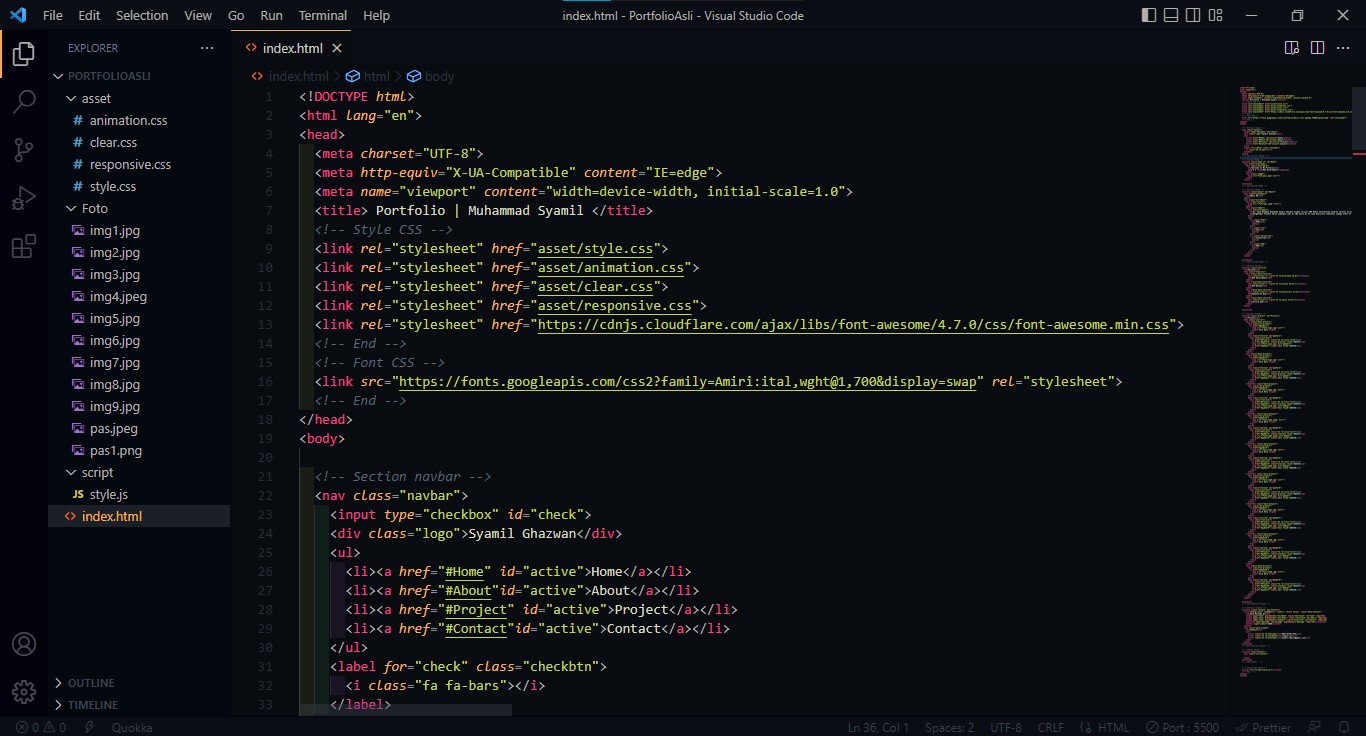 File Edit Selection View Go Run Terminal Help
index.html - PortfolioAsli - Visual Studio Code
EXPLORER
PORTFOLIOASLI
asset
# animation.css
# clear.css
# responsive.css
# style.css
Foto
img1.jpg
img2.jpg
img3.jpg
img4.jpeg
img5.jpg
img6.jpg
img7.jpg
img8.jpg
img9.jpg
pas.jpeg
pas1.png
script
JS style.js
<> index.html
OUTLINE
TIMELINE
<> index.html
<> index.html > html > body
1 <!DOCTYPE html>
2 <html lang="en">
3 <head>
4 <meta charset="UTF-8">
5 <meta http-equiv="X-UA-Compatible" content="IE=edge">
6 <meta name="viewport" content="width=device-width, initial-scale=1.0">
7 <title> Portfolio | Muhammad Syamil </title>
8 <!-- Style CSS -->
9 <link rel="stylesheet" href="asset/style.css">
10 <link rel="stylesheet" href="asset/animation.css">
11 <link rel="stylesheet" href="asset/clear.css">
12 <link rel="stylesheet" href="asset/responsive.css">
13 <link rel="stylesheet" href="https://cdnjs.cloudflare.com/ajax/libs/font-awesome/4.7.0/css/font-awesome.min.css">
14 <!-- End -->
15 <!-- Font CSS -->
16 <link src="https://fonts.googleapis.com/css2?family=Amiri:ital,wght@1,700&display=swap" rel="stylesheet">
17 <!-- End -->
18 </head>
19 <body>
20
21 <!-- Section navbar -->
22 <nav class="navbar">
23 <input type="checkbox" id="check">
24 <div class="logo">Syamil Ghazwan</div>
25 <ul>
26 <li><a href="#Home" id="active">Home</a></li>
27 <li><a href="#About"id="active">About</a></li>
28 <li><a href="#Project" id="active">Project</a></li>
29 <li><a href="#Contact"id="active">Contact</a></li>
30 </ul>
31 <label for="check" class="checkbtn">
32 <i class="fa fa-bars"></i>
33 </label>
0 0 Quokka Ln 36, Col 1 Spaces: 2 UTF-8 CRLF {} HTML Port : 5500 Prettier